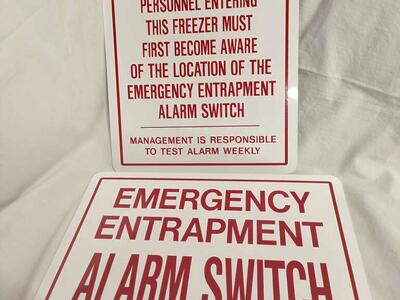 PERSONNEL ENTERING
THIS FREEZER MUST
FIRST BECOME AWARE
OF THE LOCATION OF THE
EMERGENCY ENTRAPMENT
ALARM SWITCH
MANAGEMENT IS RESPONSIBLE
TO TEST ALARM WEEKLY
EMERGENCY
ENTRAPMENT
ALARM SWITCH